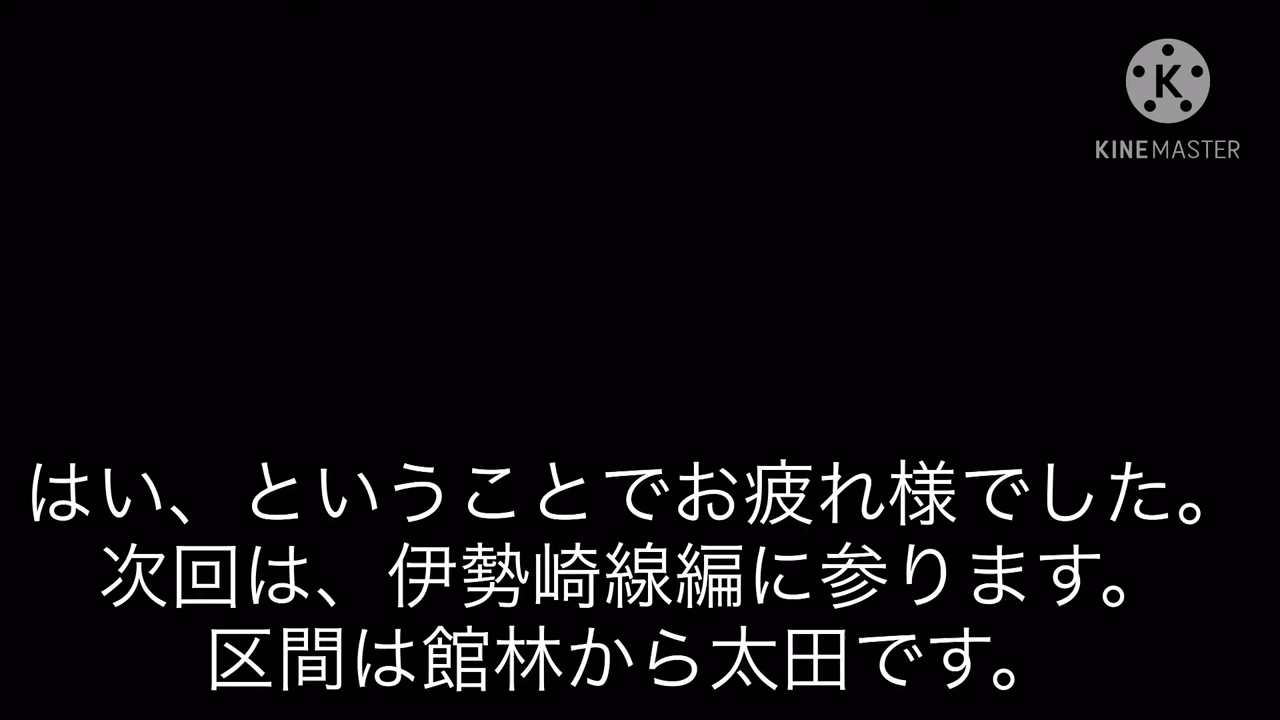 K
KINEMASTER
はい、ということでお疲れ様でした。
次回は、伊勢崎線編に参ります。
区間は館林から太田です。